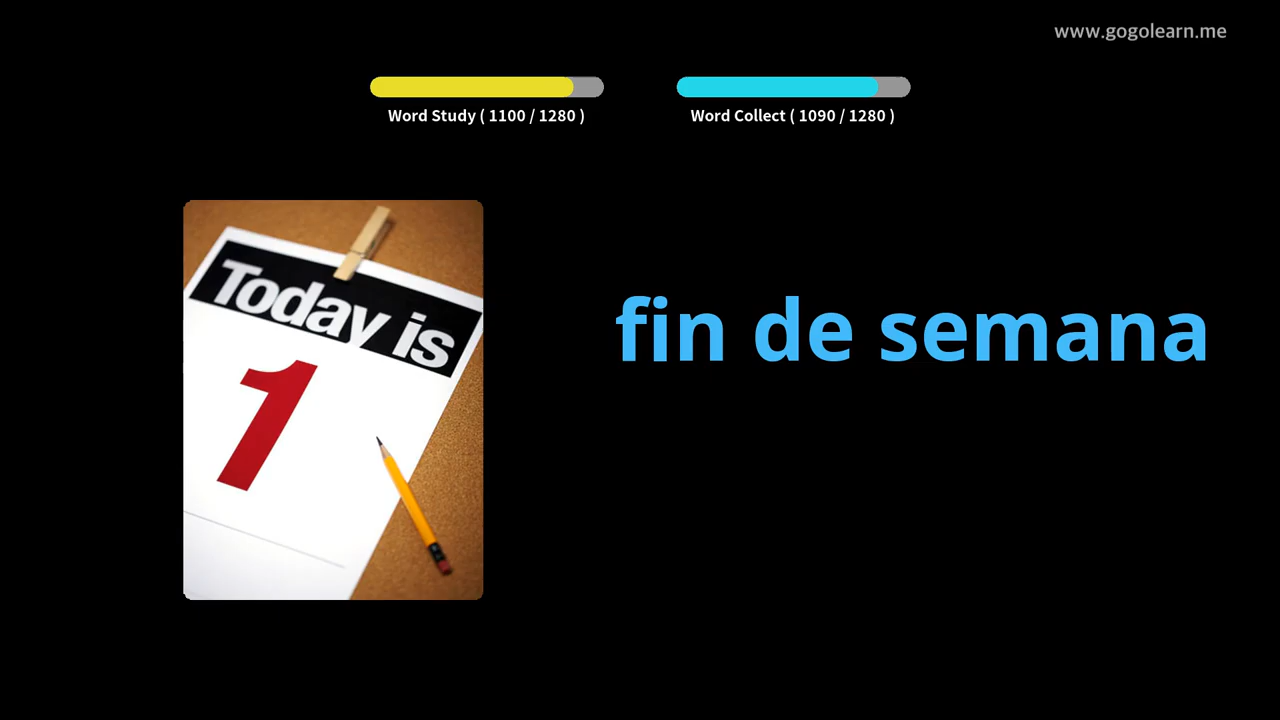 www.gogolearn.me
Word Study ( 1100 / 1280 )
Word Collect ( 1090 / 1280 )
Today is
1
fin de semana